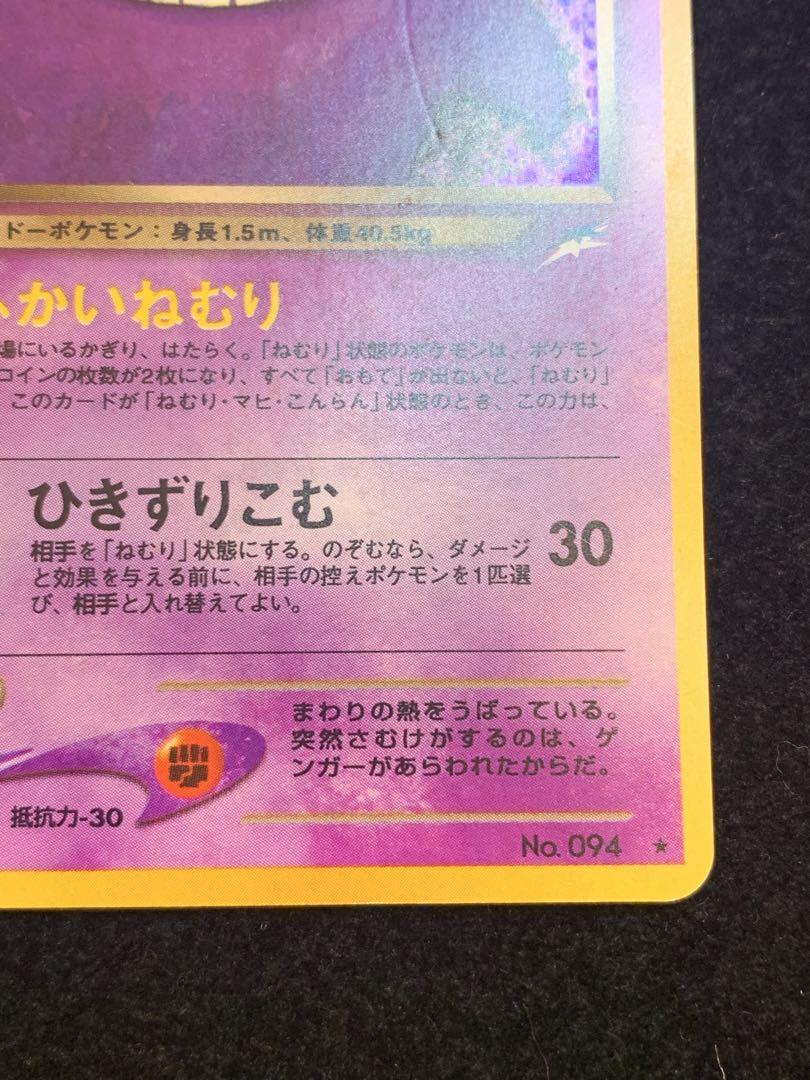 ドーポケモン：身長1.5m、体重40.5kg
かいねむり
場にいるかぎり、はたらく。「ねむり」状態のポケモンは、ポケモン
コインの枚数が2枚になり、すべて「おもて」が出ないと、「ねむり」
このカードが「ねむり・マヒ・こんらん」状態のとき、この力は、
ひきずりこむ
30
相手を「ねむり」状態にする。のぞむなら、ダメージ
と効果を与える前に、相手の控えポケモンを1匹選
び、相手と入れ替えてよい。
まわりの熱をうばっている。
突然さむけがするのは、ゲ
ンガーがあらわれたからだ。
抵抗力-30
No. 094 ★